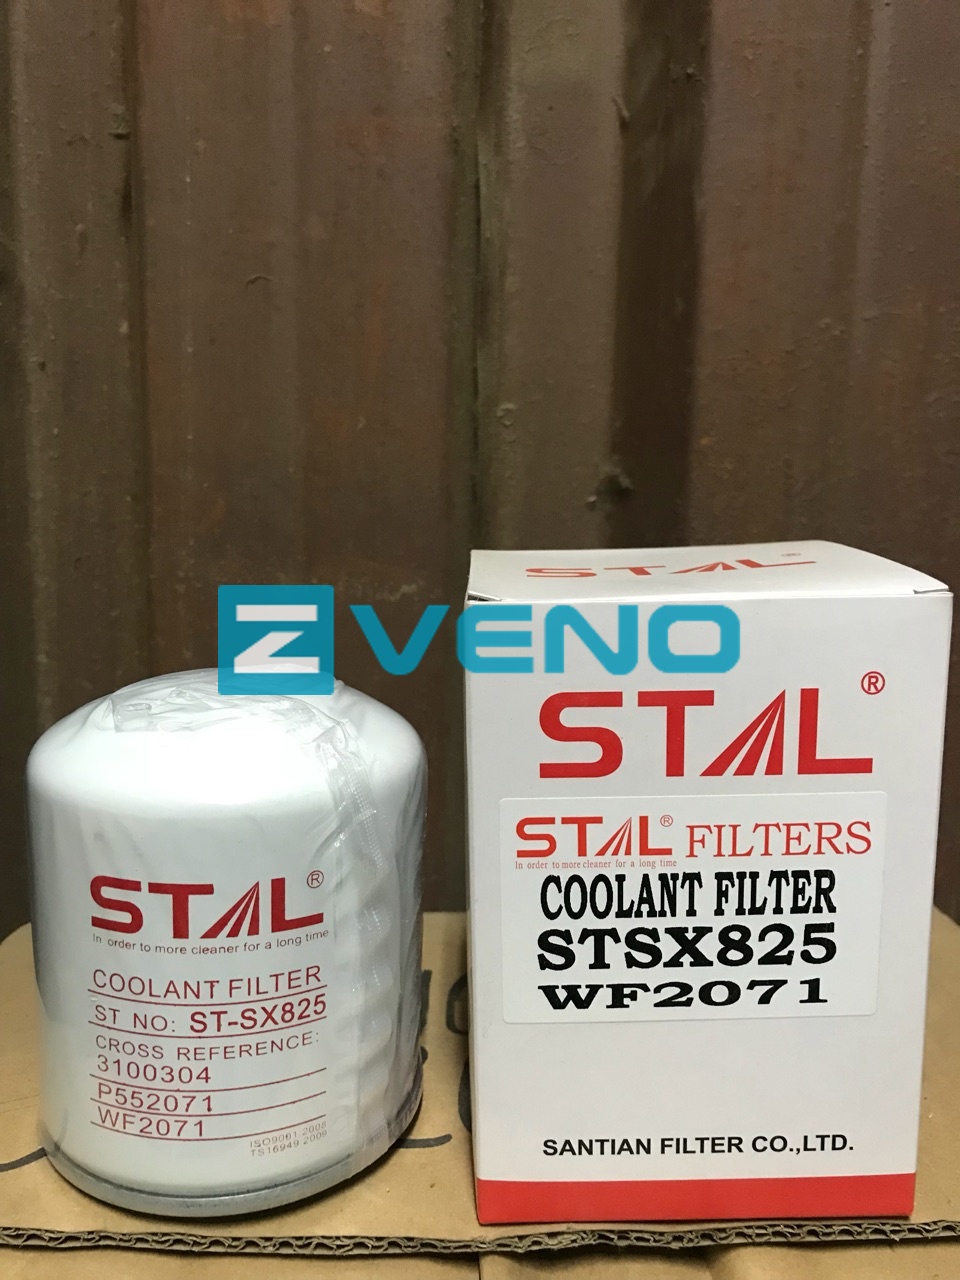 STAL
ZVENO
STAL®
STAL® FILTERS
In order to more cleaner for a long time
COOLANT FILTER
STSX825
WF2071
SANTIAN FILTER CO.,LTD.
STAL®
In order to more cleaner for a long time
COOLANT FILTER
ST NO: ST-SX825
CROSS REFERENCE:
3100304
P552071
WF2071
ISO9001-2008
TS16949-2009